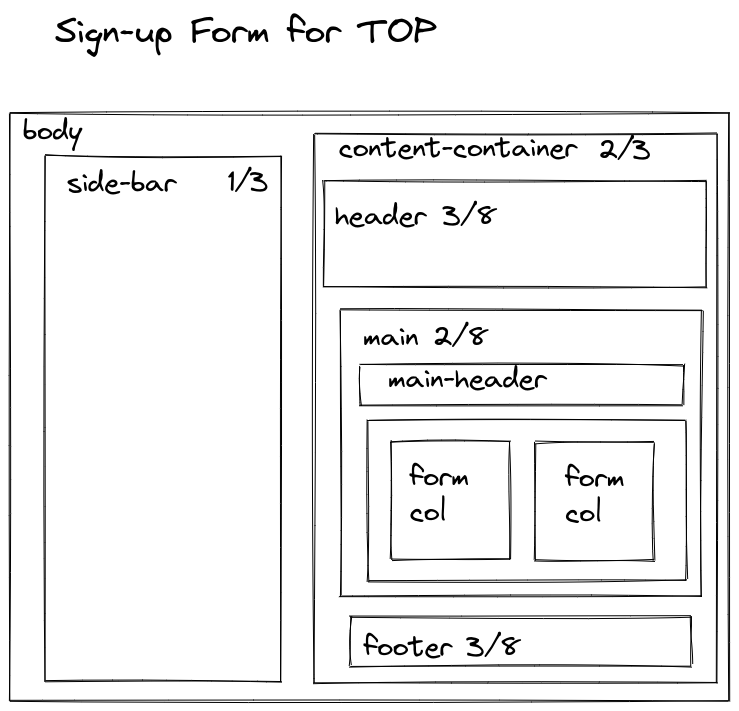 Sign-up Form for TOP
body
side-bar 1/3
content-container 2/3
header 3/8
main 2/8
main-header
form
col
form
col
footer 3/8